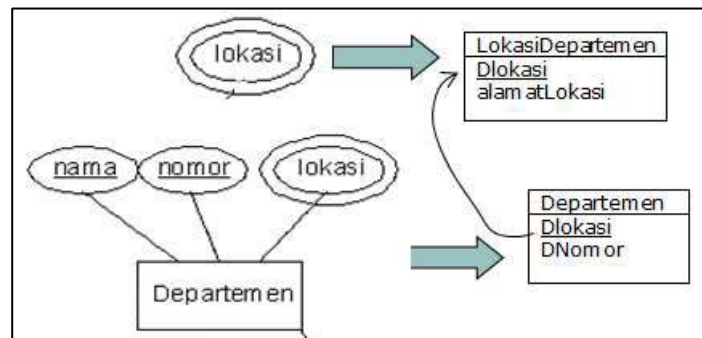 lokasi
LokasiDepartemen
Dlokasi
alamatLokasi
nama
nomor
lokasi
Departemen
Departemen
Dlokasi
DNomor